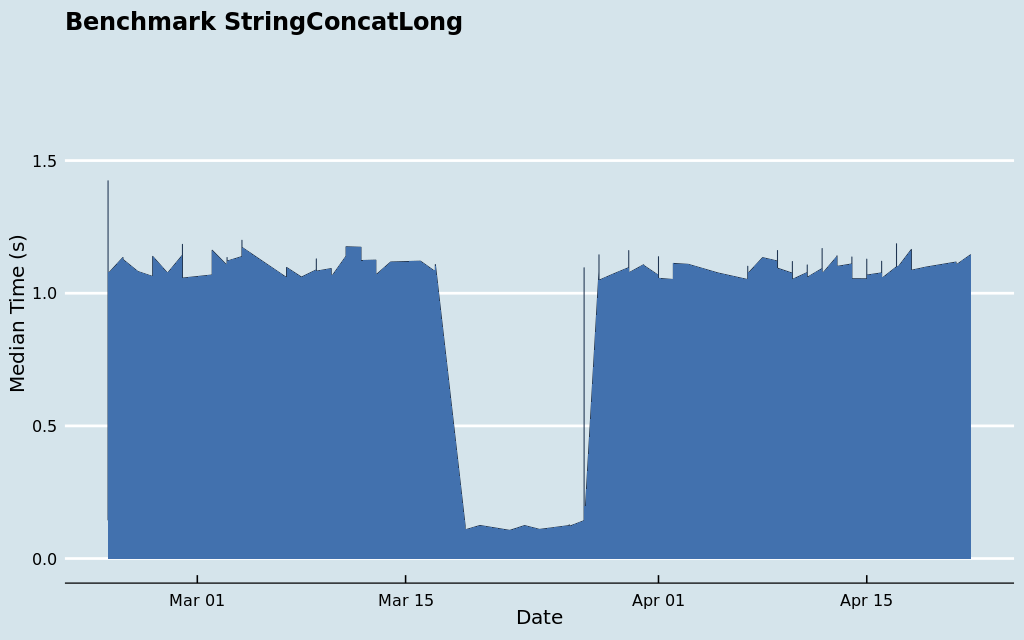 Benchmark StringConcatLong
Median Time (s)
1.5
1.0
0.5
0.0
Mar 01
Mar 15
Apr 01
Apr 15
Date